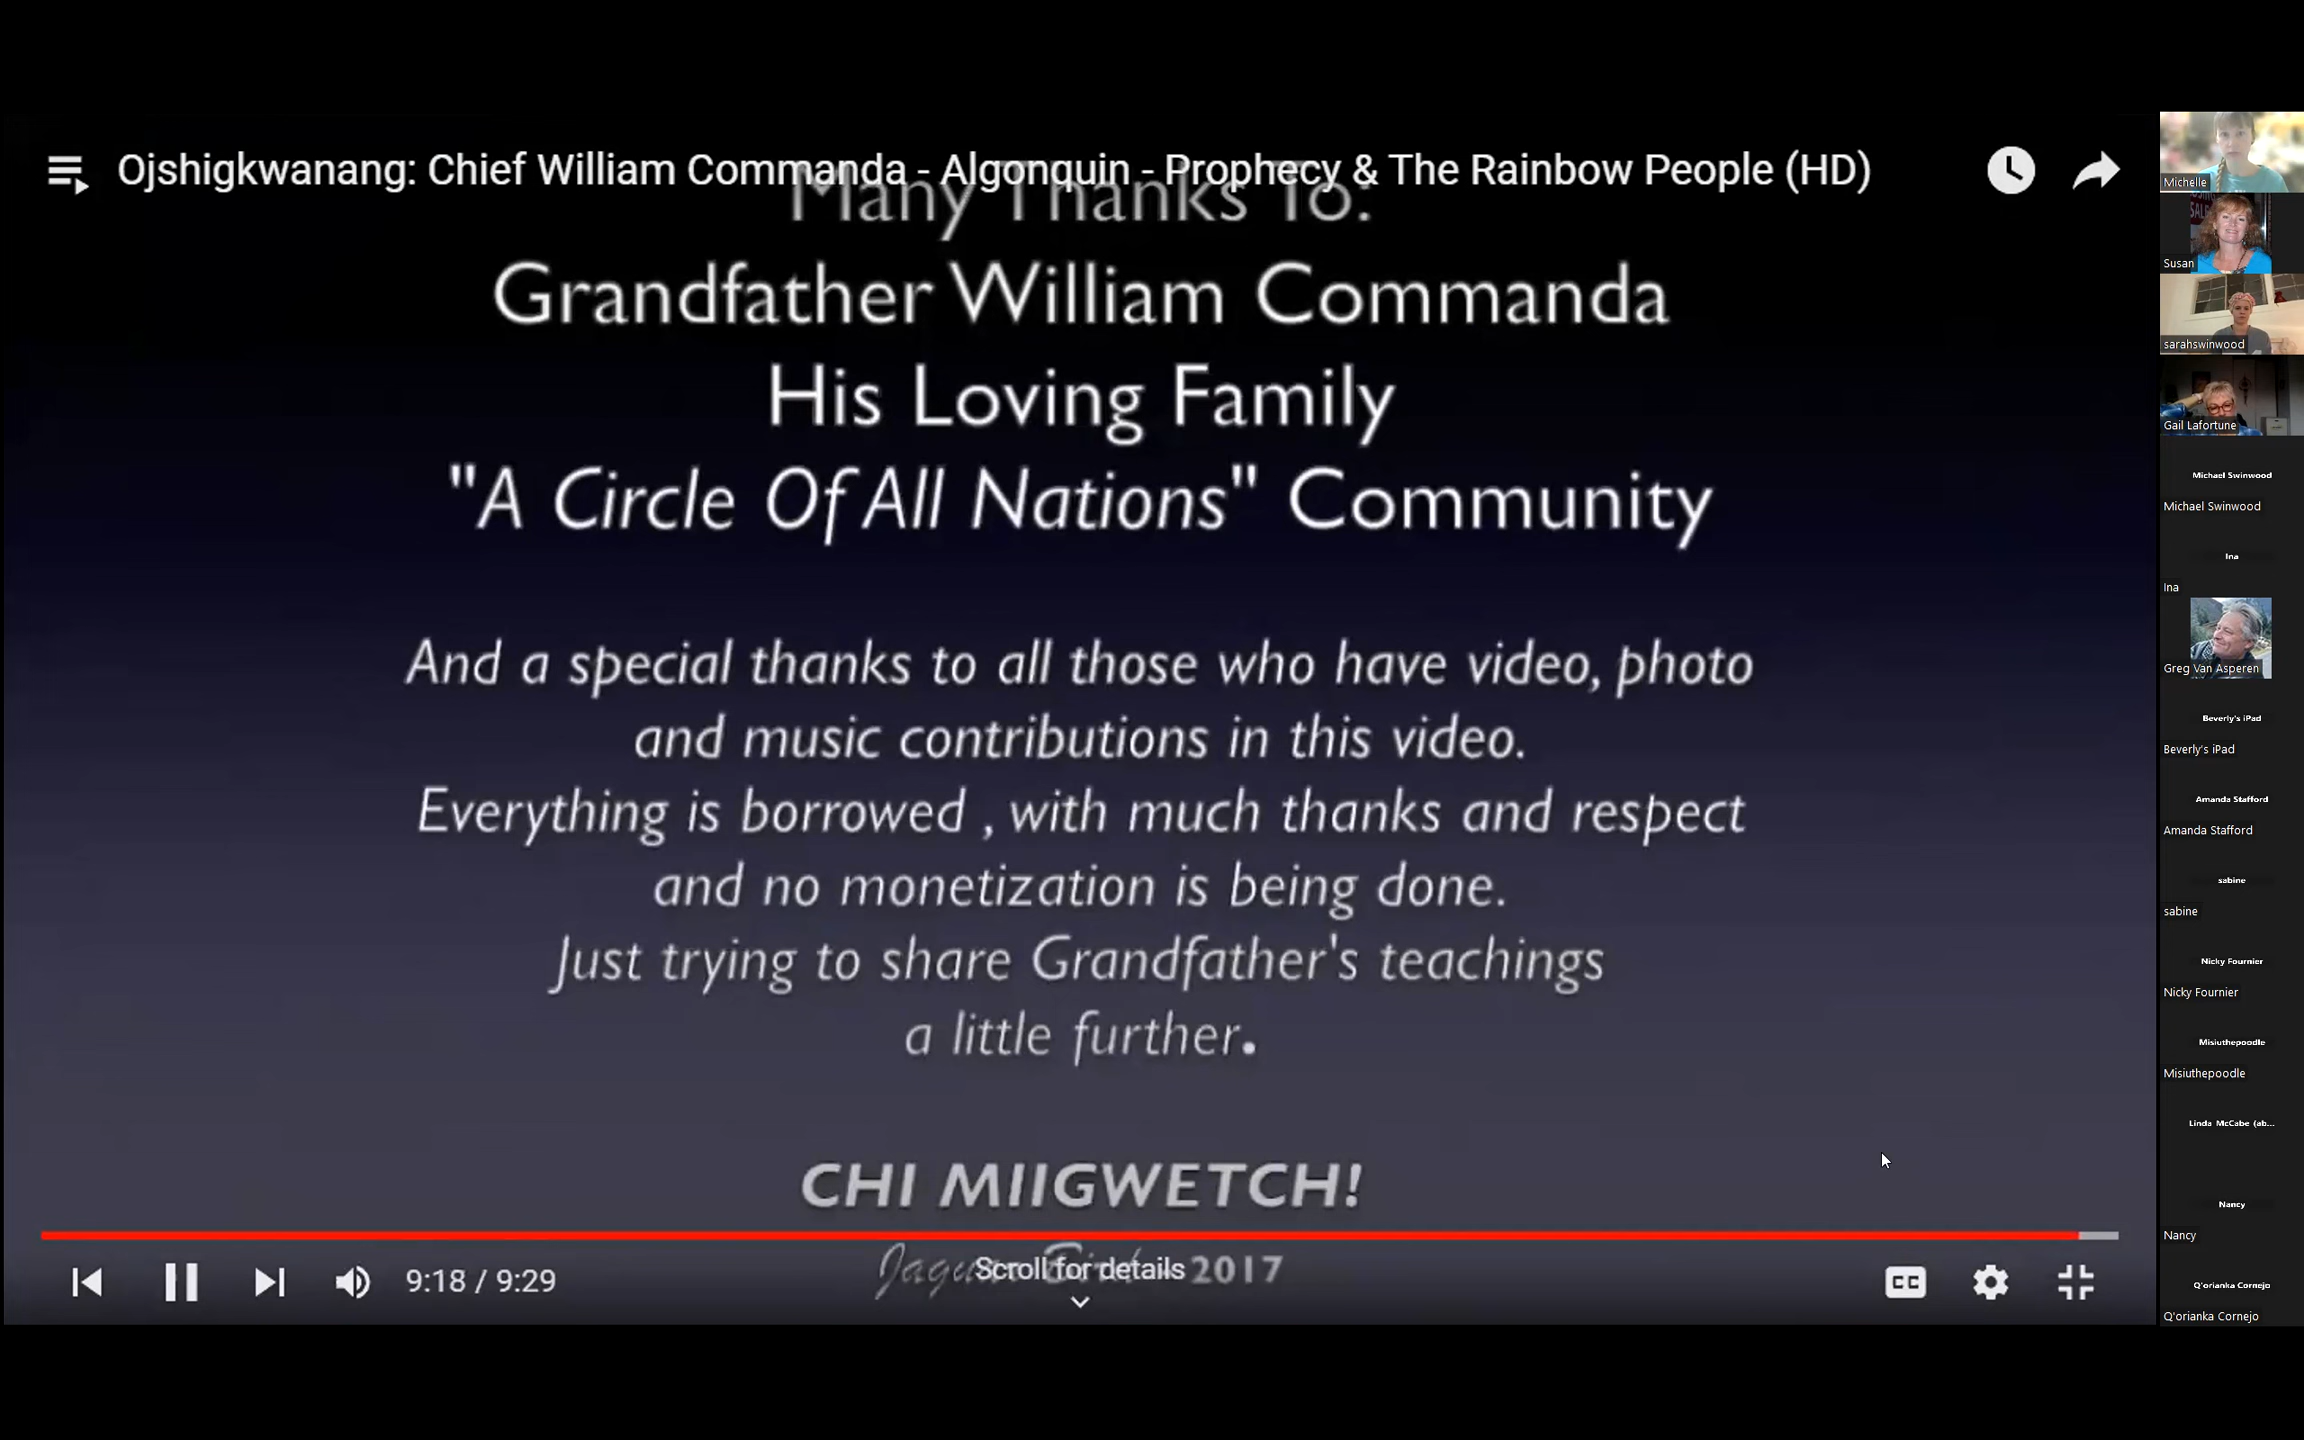 Ojshigkwanang: Chief William Commanda - Algonquin - Prophecy & The Rainbow People (HD)
Many Thanks To:
Grandfather William Commanda
His Loving Family
"A Circle Of All Nations" Community
And a special thanks to all those who have video, photo
and music contributions in this video.
Everything is borrowed , with much thanks and respect
and no monetization is being done.
Just trying to share Grandfather's teachings
a little further.
CHI MIIGWETCH!
2017
Scroll for details
9:18 / 9:29
CC
Michelle
Susan
sarahswinwood
Gail Lafortune
Michael Swinwood
Michael Swinwood
Ina
Ina
Greg Van Asperen
Beverly's iPad
Beverly's iPad
Amanda Stafford
Amanda Stafford
sabine
sabine
Nicky Fournier
Nicky Fournier
Misiuthepoodle
Misiuthepoodle
Linda McCabe (ab...
Nancy
Nancy
Q'orianka Cornejo
Q'orianka Cornejo